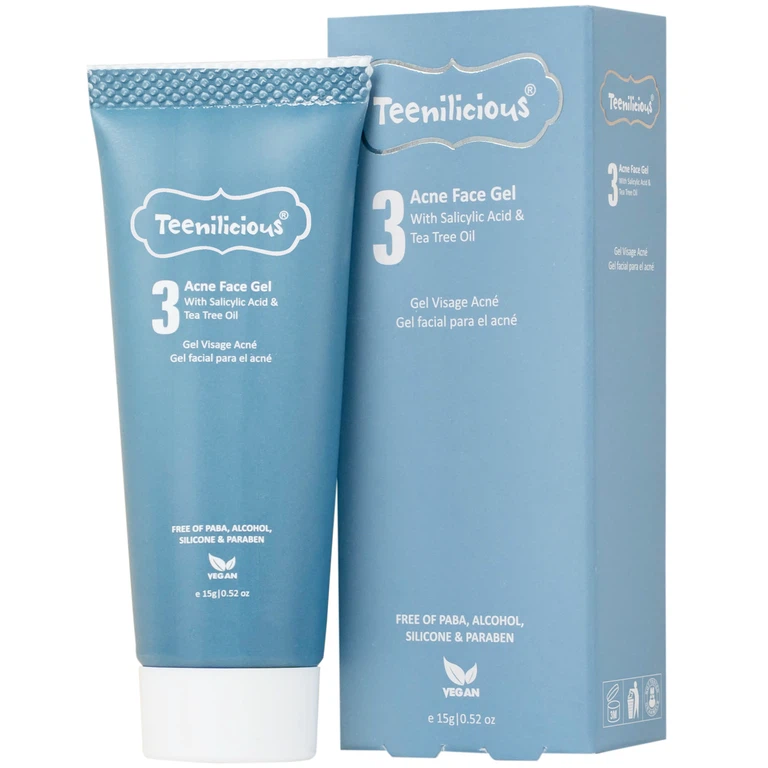 Teenilicious®
3
Acne Face Gel
With Salicylic Acid &
Tea Tree Oil
Gel Visage Acné
Gel facial para el acné
FREE OF PABA, ALCOHOL,
SILICONE & PARABEN
VEGAN
e 15g|0.52 oz
Teenilicious®
3
Acne Face Gel
With Salicylic Acid &
Tea Tree Oil
Gel Visage Acné
Gel facial para el acné
FREE OF PABA, ALCOHOL,
SILICONE & PARABEN
VEGAN
e 15g|0.52 oz
Teenilicious®
3
Acne Face Gel
With Salicylic Acid &
Tea Tree Oil
Gel Visage Acné
Gel facial para el acné